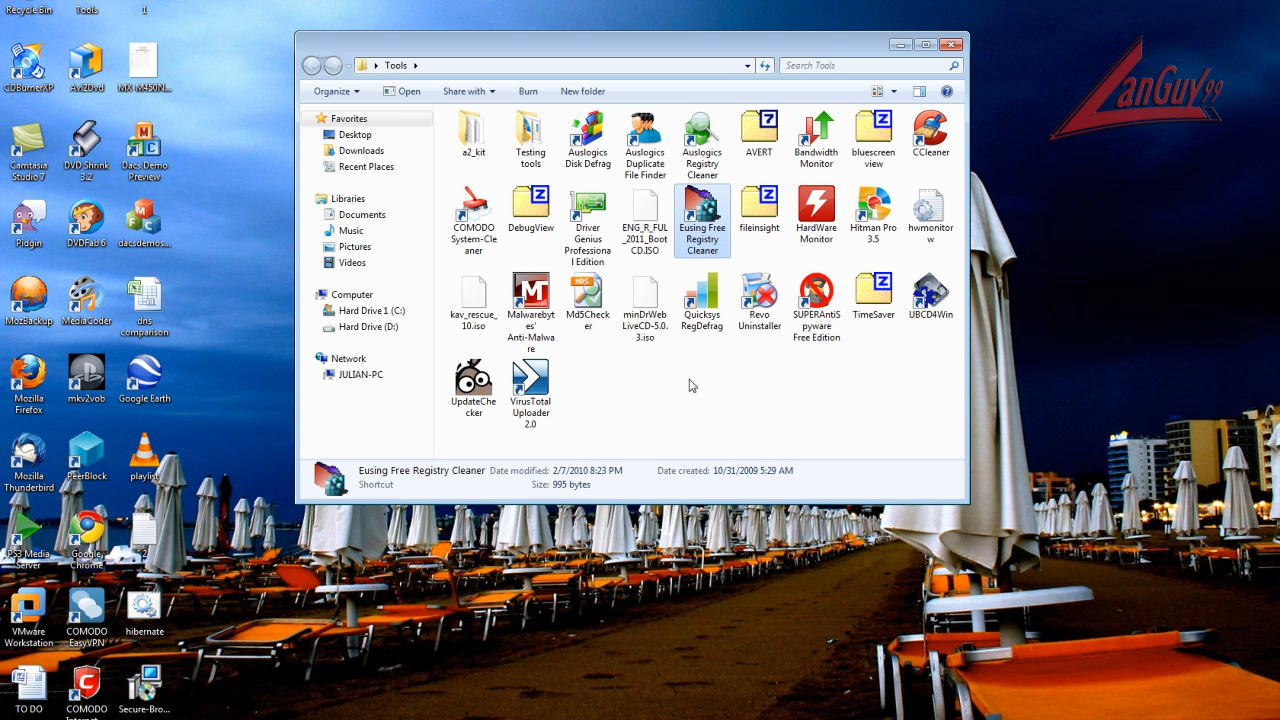 Recycle Bin
Tools
1
CDBurnerXP
Avi2Dvd
MX-M450N...
Camtasia
Studio 7
DVD Shrink
3.2
Dacs Demo
Preview
Pidgin
DVDFab 6
dacsdemos...
MozBackup
MediaCoder
dns
comparison
Mozilla
Firefox
mkv2vob
Google Earth
Mozilla
Thunderbird
PeerBlock
playlist
PS3 Media
Server
Google
Chrome
2
VMware
Workstation
COMODO
EasyVPN
hibernate
TO DO
COMODO
Internet
Secure-Bro...
LanGuy99
Tools
Search Tools
Organize
Open
Share with
Burn
New folder
Favorites
Desktop
Downloads
Recent Places
Libraries
Documents
Music
Pictures
Videos
Computer
Hard Drive 1 (C:)
Hard Drive (D:)
Network
JULIAN-PC
a2_kit
Testing
tools
Auslogics
Disk Defrag
Auslogics
Duplicate
File Finder
Auslogics
Registry
Cleaner
7
AVERT
Bandwidth
Monitor
Z
bluescreen
view
CCleaner
COMODO
System-Cle
aner
Z
DebugView
Driver
Genius
Professiona
l Edition
ENG_R_FUL
_2011_Boot
CD.ISO
Eusing Free
Registry
Cleaner
Z
fileinsight
HardWare
Monitor
Hitman Pro
3.5
hwmonitor
w
kav_rescue_
10.iso
M
Malwarebyt
es'
Anti-Malwa
re
MD5
Md5Check
er
minDrWeb
LiveCD-5.0.
3.iso
Quicksys
RegDefrag
Revo
Uninstaller
SUPERAntiS
pyware
Free Edition
Z
TimeSaver
UBCD4Win
UpdateChe
cker
VirusTotal
Uploader
2.0
Eusing Free Registry Cleaner
Date modified: 2/7/2010 8:23 PM
Date created: 10/31/2009 5:29 AM
Shortcut
Size: 995 bytes